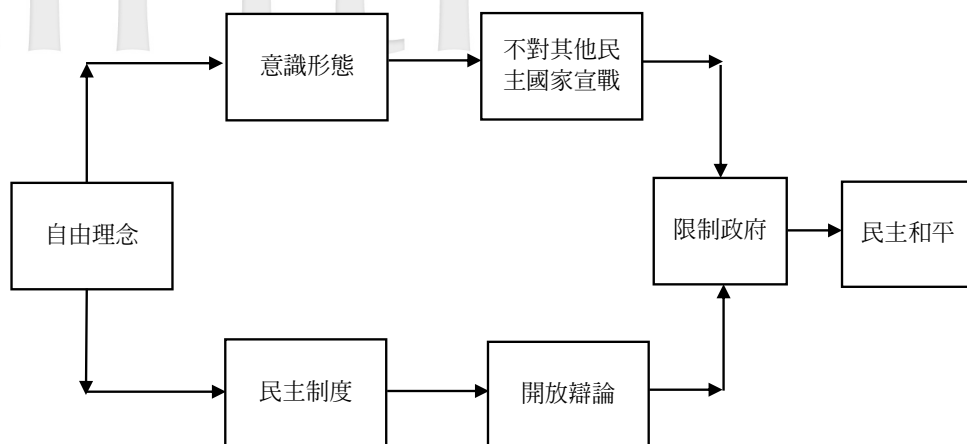 意識形態
不對其他民
主國家宣戰
自由理念
限制政府
民主和平
民主制度
開放辯論